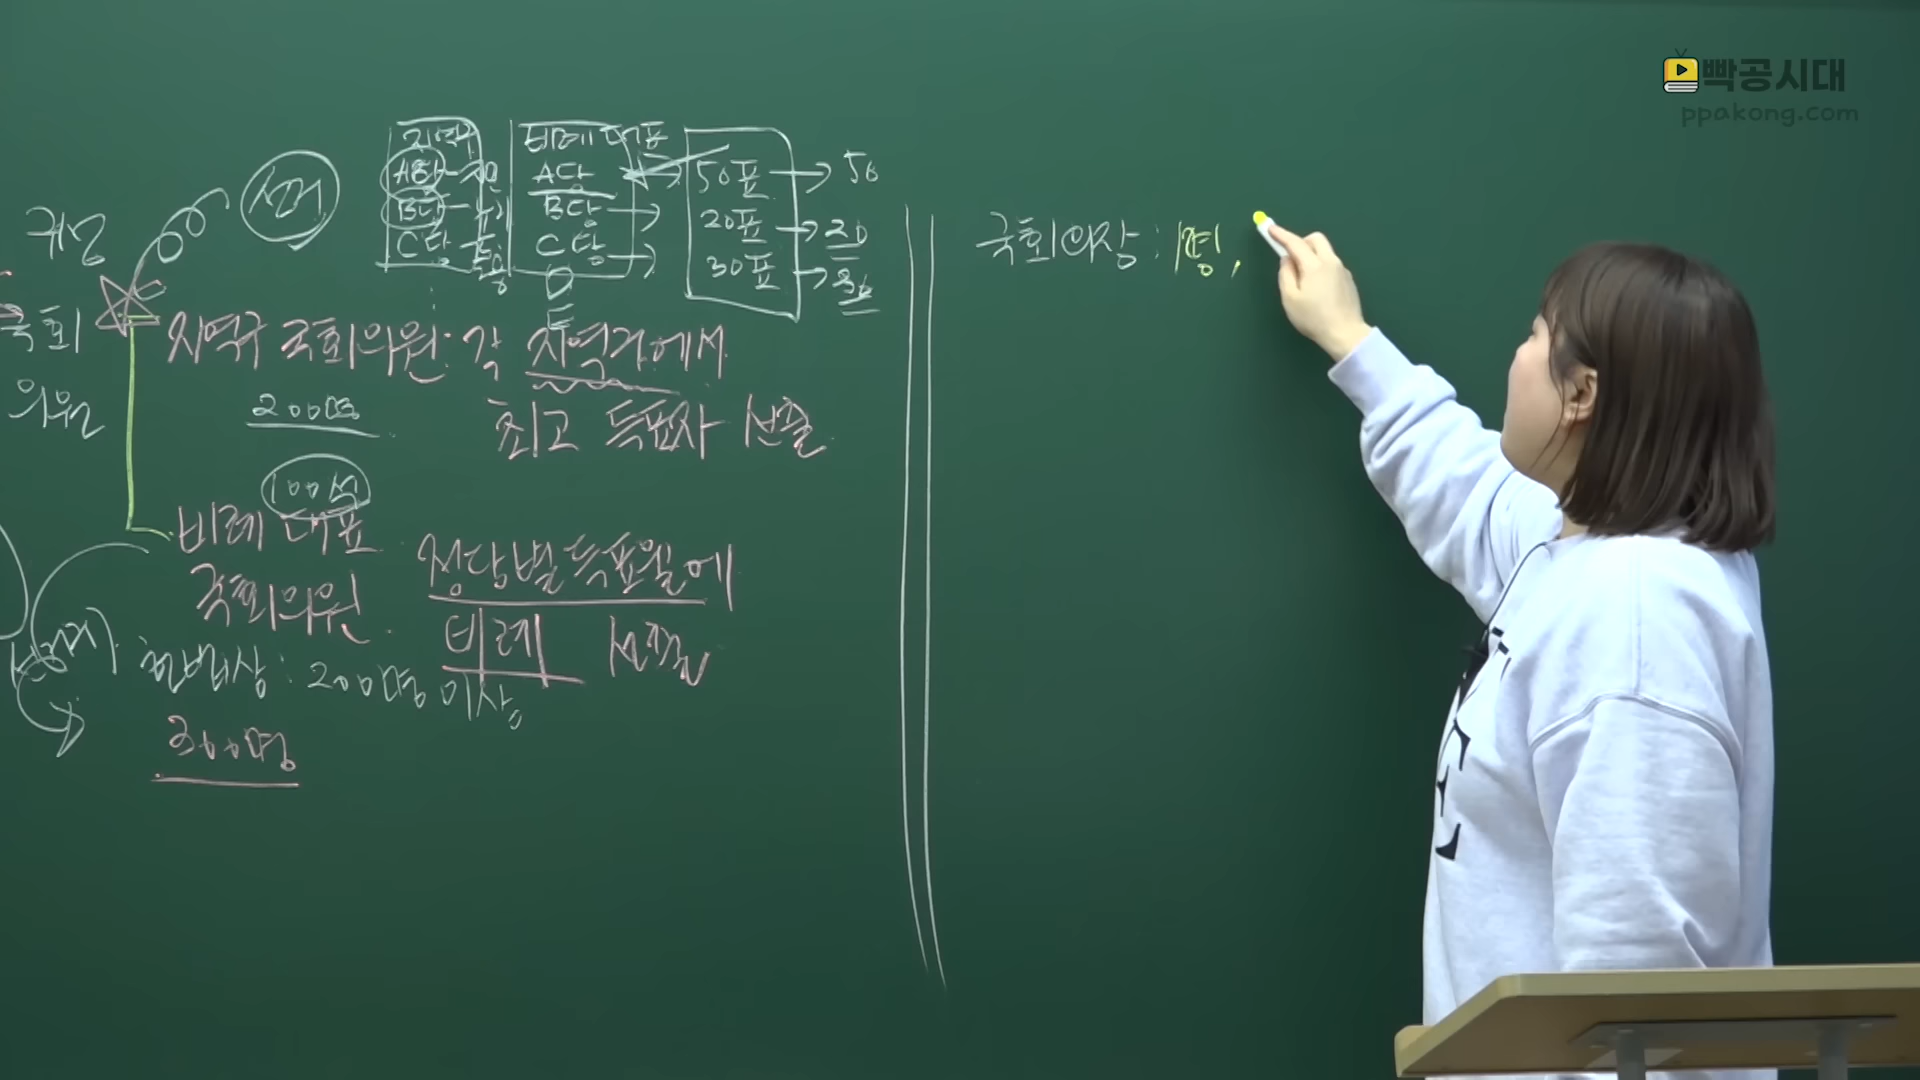 빡공시대
ppakong.com
지역
A당
B당
C당
비례대표
A당
B당
C당
50표 → 50
20표 → 20
30표 → 30
선거
국회
의원
지역구 국회의원 · 각 지역구에서
최고 득표자 선출
200명
100석
비례대표
국회의원
정당별 득표율에
비례 선출
헌법상 : 200명 이상
300명
국회의장 : 1명,